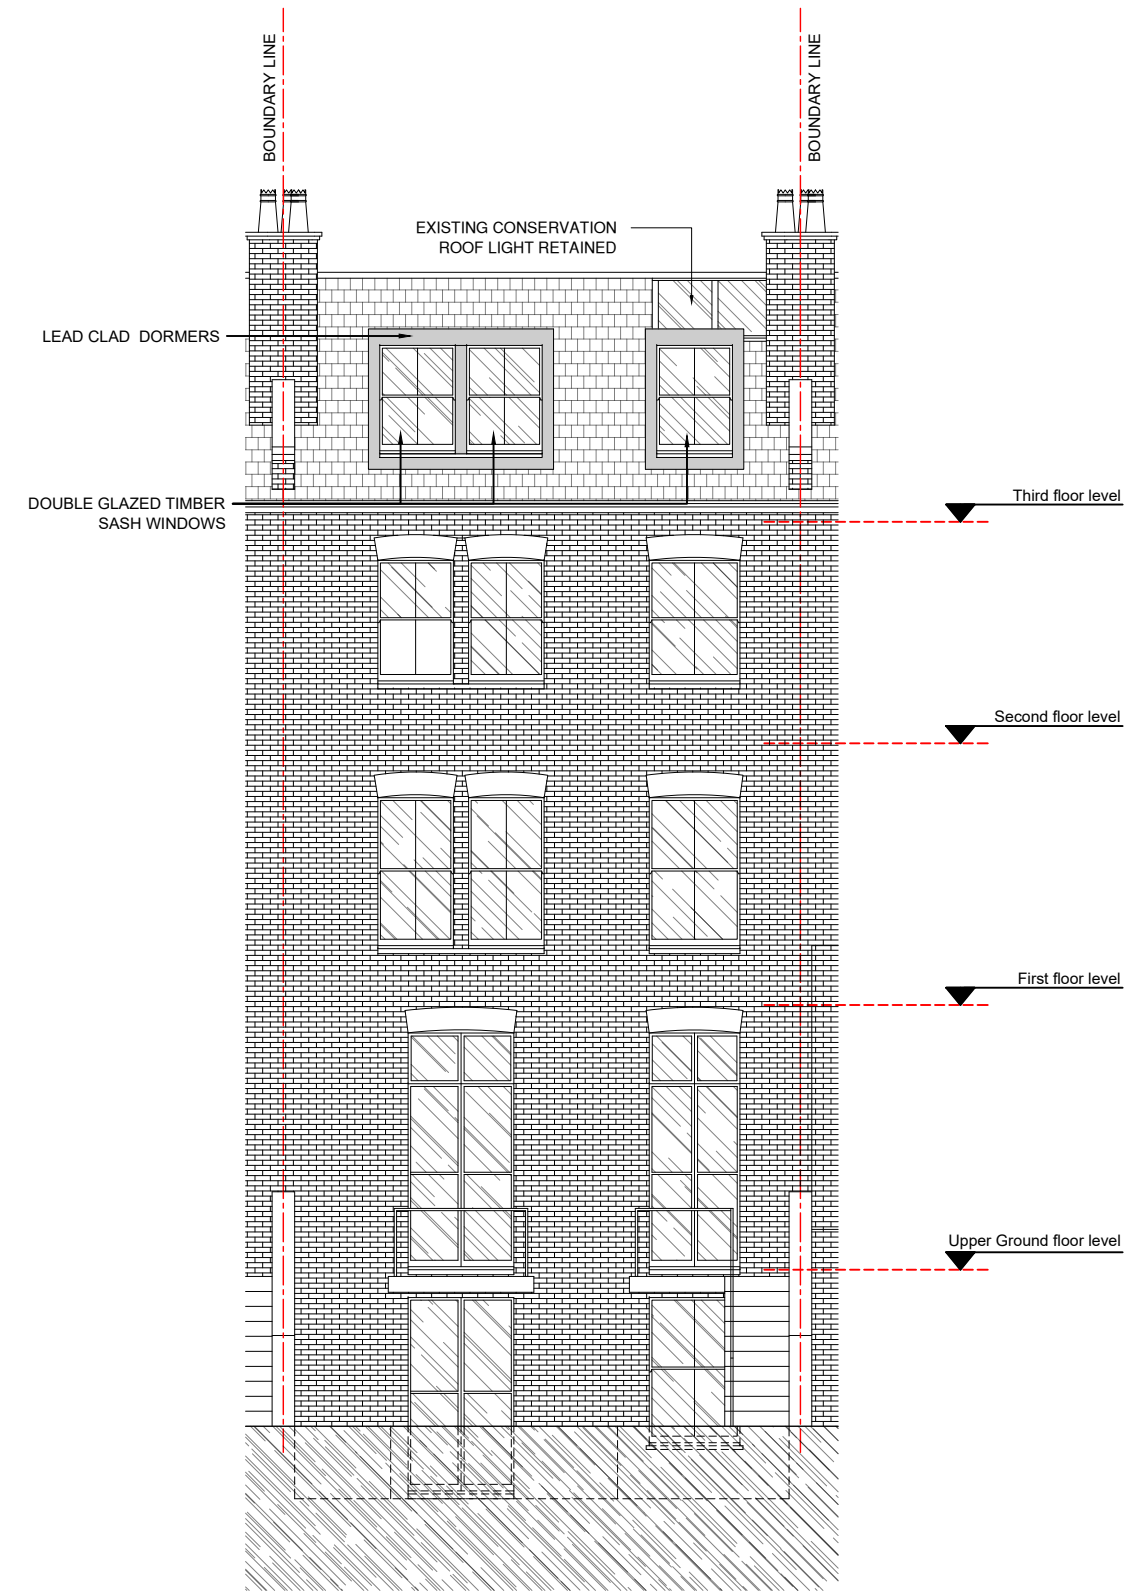 BOUNDARY LINE
BOUNDARY LINE
EXISTING CONSERVATION
ROOF LIGHT RETAINED
LEAD CLAD DORMERS
DOUBLE GLAZED TIMBER
SASH WINDOWS
Third floor level
Second floor level
First floor level
Upper Ground floor level